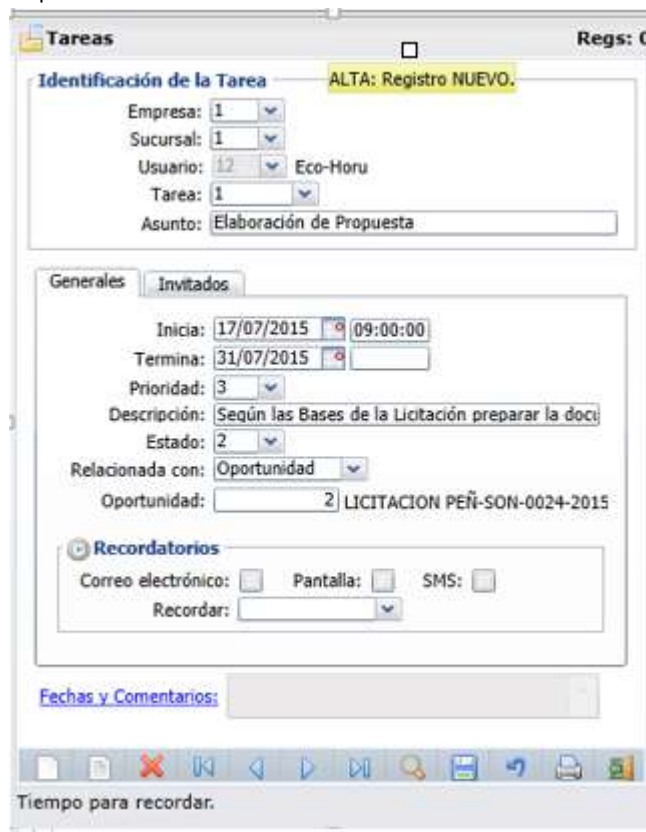 Tareas Regs: 0
Identificación de la Tarea ALTA: Registro NUEVO.
Empresa: 1
Sucursal: 1
Usuario: 12 Eco-Horu
Tarea: 1
Asunto: Elaboración de Propuesta
Generales Invitados
Inicia: 17/07/2015 09:00:00
Termina: 31/07/2015
Prioridad: 3
Descripción: Según las Bases de la Licitación preparar la docu
Estado: 2
Relacionada con: Oportunidad
Oportunidad: 2 LICITACION PEÑ-SON-0024-2015
Recordatorios
Correo electrónico: Pantalla: SMS:
Recordar:
Fechas y Comentarios:
Tiempo para recordar.